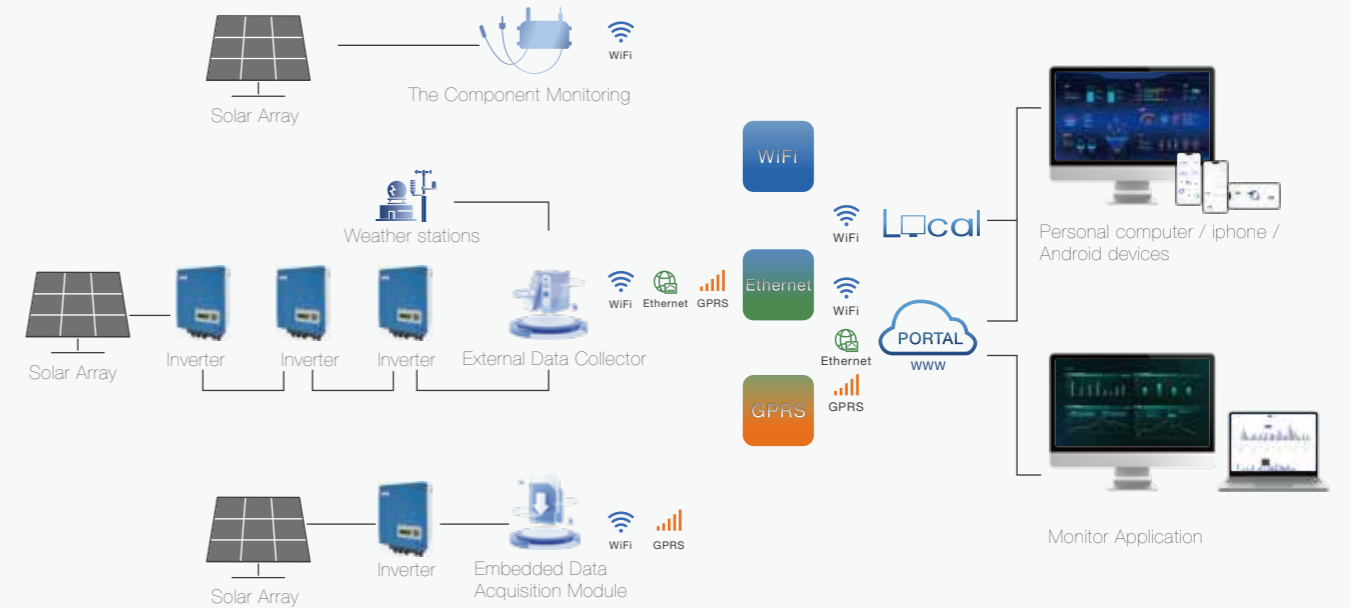 WiFi
Solar Array
The Component Monitoring
WiFi
WiFi
Local
Personal computer / iphone /
Android devices
Weather stations
WiFi
Ethernet
GPRS
Ethernet
WiFi
Ethernet
PORTAL
www
Solar Array
Inverter
Inverter
Inverter
External Data Collector
GPRS
GPRS
Solar Array
Inverter
Embedded Data
Acquisition Module
WiFi
GPRS
Monitor Application